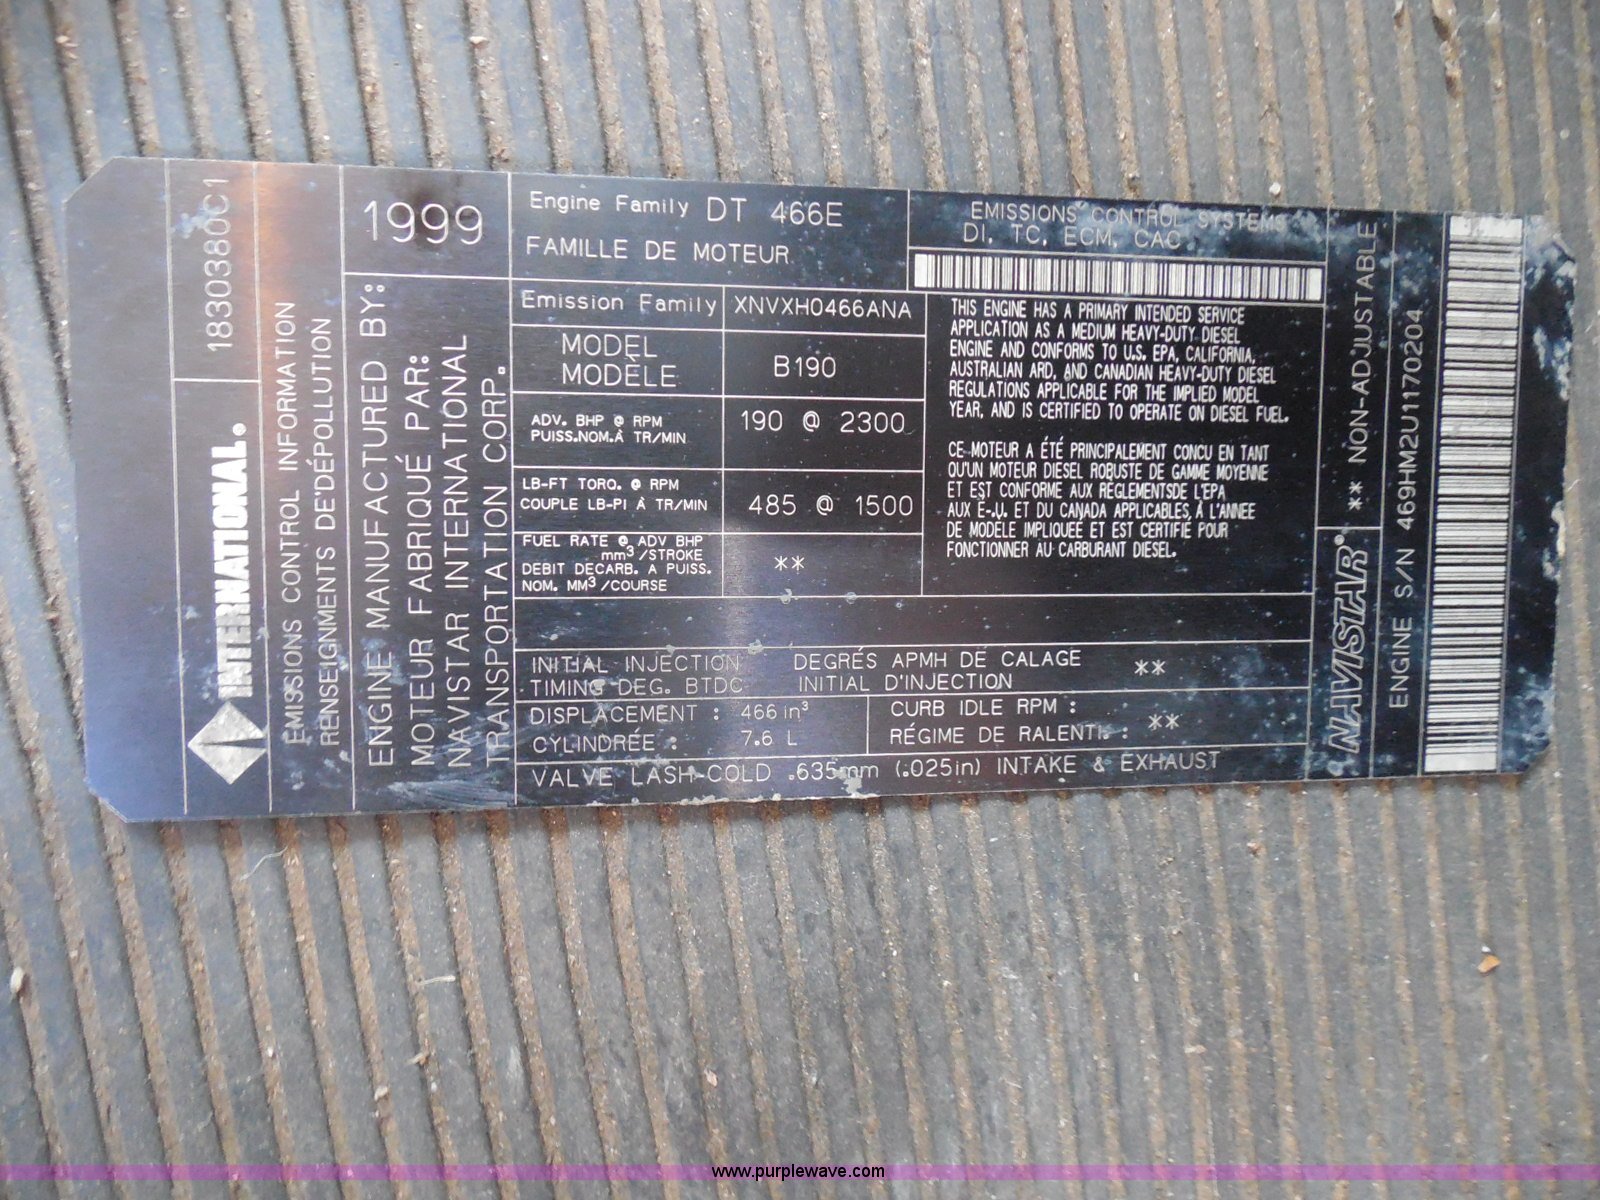 1830380C1
INTERNATIONAL®
EMISSIONS CONTROL INFORMATION
RENSEIGNMENTS DE'DÉPOLLUTION
1999
ENGINE MANUFACTURED BY:
MOTEUR FABRIQUÉ PAR:
NAVISTAR INTERNATIONAL
TRANSPORTATION CORP.
Engine Family DT 466E
FAMILLE DE MOTEUR
EMISSIONS CONTROL SYSTEMS
DI, TC, ECM, CAC
Emission Family XNVXH0466ANA
MODEL
MODÈLE
B190
ADV. BHP @ RPM
PUISS.NOM.À TR/MIN
190 @ 2300
LB-FT TORQ. @ RPM
COUPLE LB-PI À TR/MIN
485 @ 1500
FUEL RATE @ ADV BHP
mm³/STROKE
DEBIT DECARB. A PUISS.
NOM. MM³/COURSE
**
THIS ENGINE HAS A PRIMARY INTENDED SERVICE
APPLICATION AS A MEDIUM HEAVY-DUTY DIESEL
ENGINE AND CONFORMS TO U.S. EPA, CALIFORNIA,
AUSTRALIAN ARD, AND CANADIAN HEAVY-DUTY DIESEL
REGULATIONS APPLICABLE FOR THE IMPLIED MODEL
YEAR, AND IS CERTIFIED TO OPERATE ON DIESEL FUEL.
CE MOTEUR A ÉTÉ PRINCIPALEMENT CONCU EN TANT
QU'UN MOTEUR DIESEL ROBUSTE DE GAMME MOYENNE
ET EST CONFORME AUX RÉGLEMENTSDE L'EPA
AUX É-.U. ET DU CANADA APPLICABLES, À L'ANNEE
DE MODÈLE IMPLIQUEÉ ET EST CERTIFIÉ POUR
FONCTIONNER AU CARBURANT DIESEL.
INITIAL INJECTION
TIMING DEG. BTDC
DEGRÉS APMH DE CALAGE
INITIAL D'INJECTION
**
DISPLACEMENT : 466 in³
CYLINDRÉE : 7.6 L
CURB IDLE RPM :
RÉGIME DE RALENTI. :
**
VALVE LASH-COLD .635mm (.025in) INTAKE & EXHAUST
NAVISTAR®
** NON-ADJUSTABLE
ENGINE S/N 469HM2U1170204
www.purplewave.com